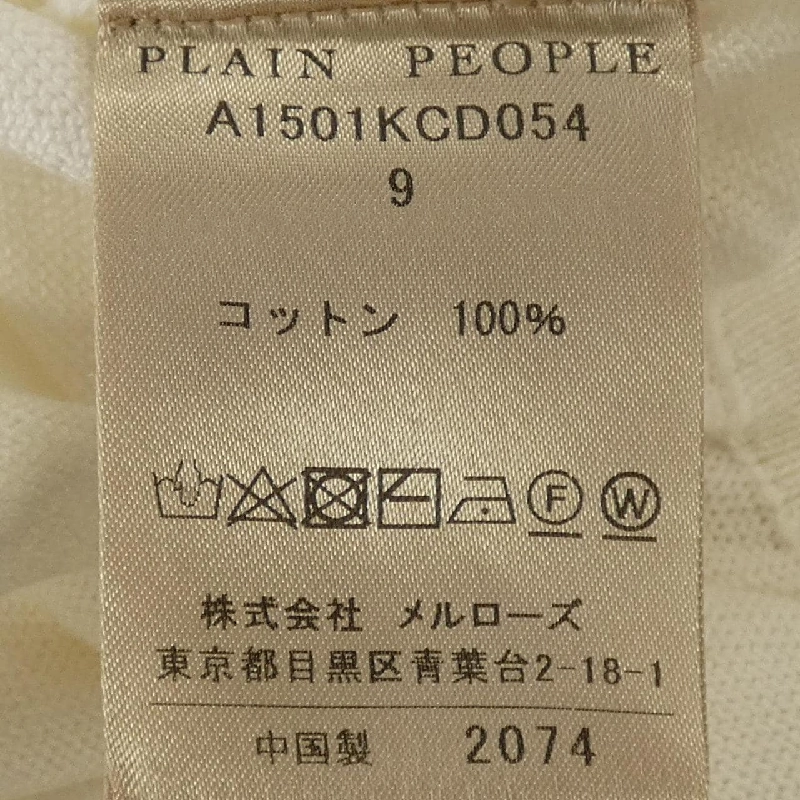 PLAIN PEOPLE
A1501KCD054
9
コットン 100%
F W
株式会社 メルローズ
東京都目黒区青葉台2-18-1
中国製 2074